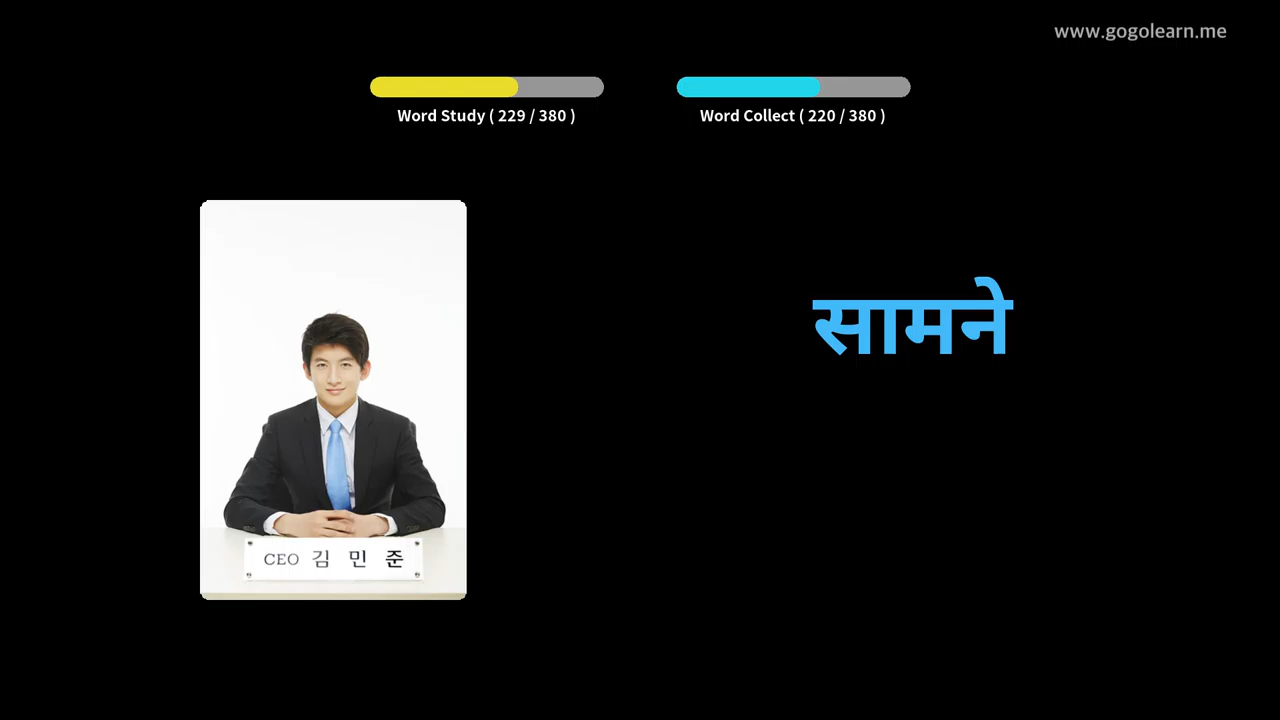 www.gogolearn.me
Word Study ( 229 / 380 )
Word Collect ( 220 / 380 )
सामने
CEO 김 민 준